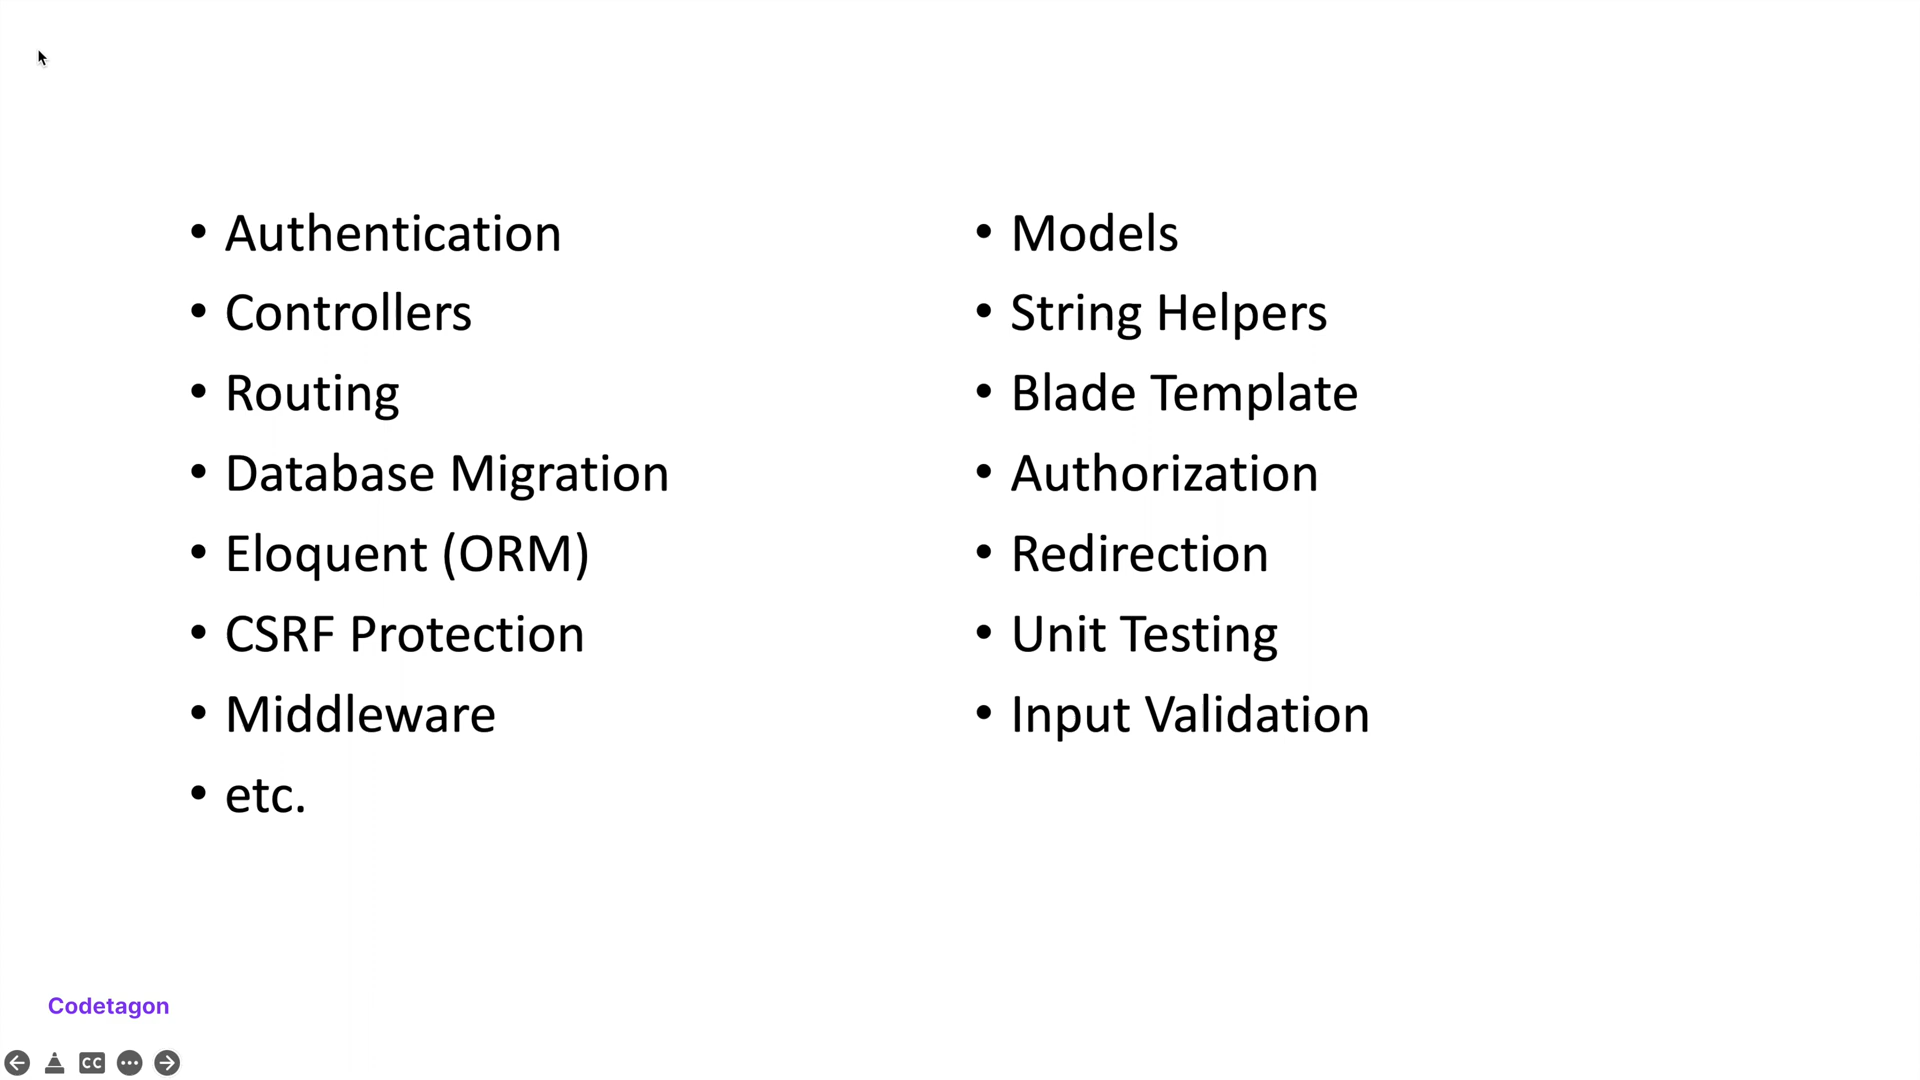 • Authentication
• Controllers
• Routing
• Database Migration
• Eloquent (ORM)
• CSRF Protection
• Middleware
• etc.
• Models
• String Helpers
• Blade Template
• Authorization
• Redirection
• Unit Testing
• Input Validation
Codetagon
CC